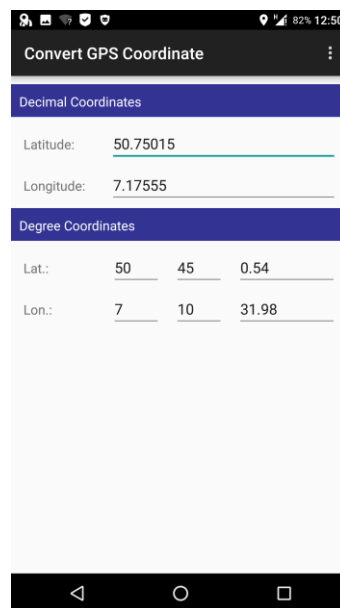 82% 12:50
Convert GPS Coordinate
Decimal Coordinates
Latitude: 50.75015
Longitude: 7.17555
Degree Coordinates
Lat.: 50 45 0.54
Lon.: 7 10 31.98